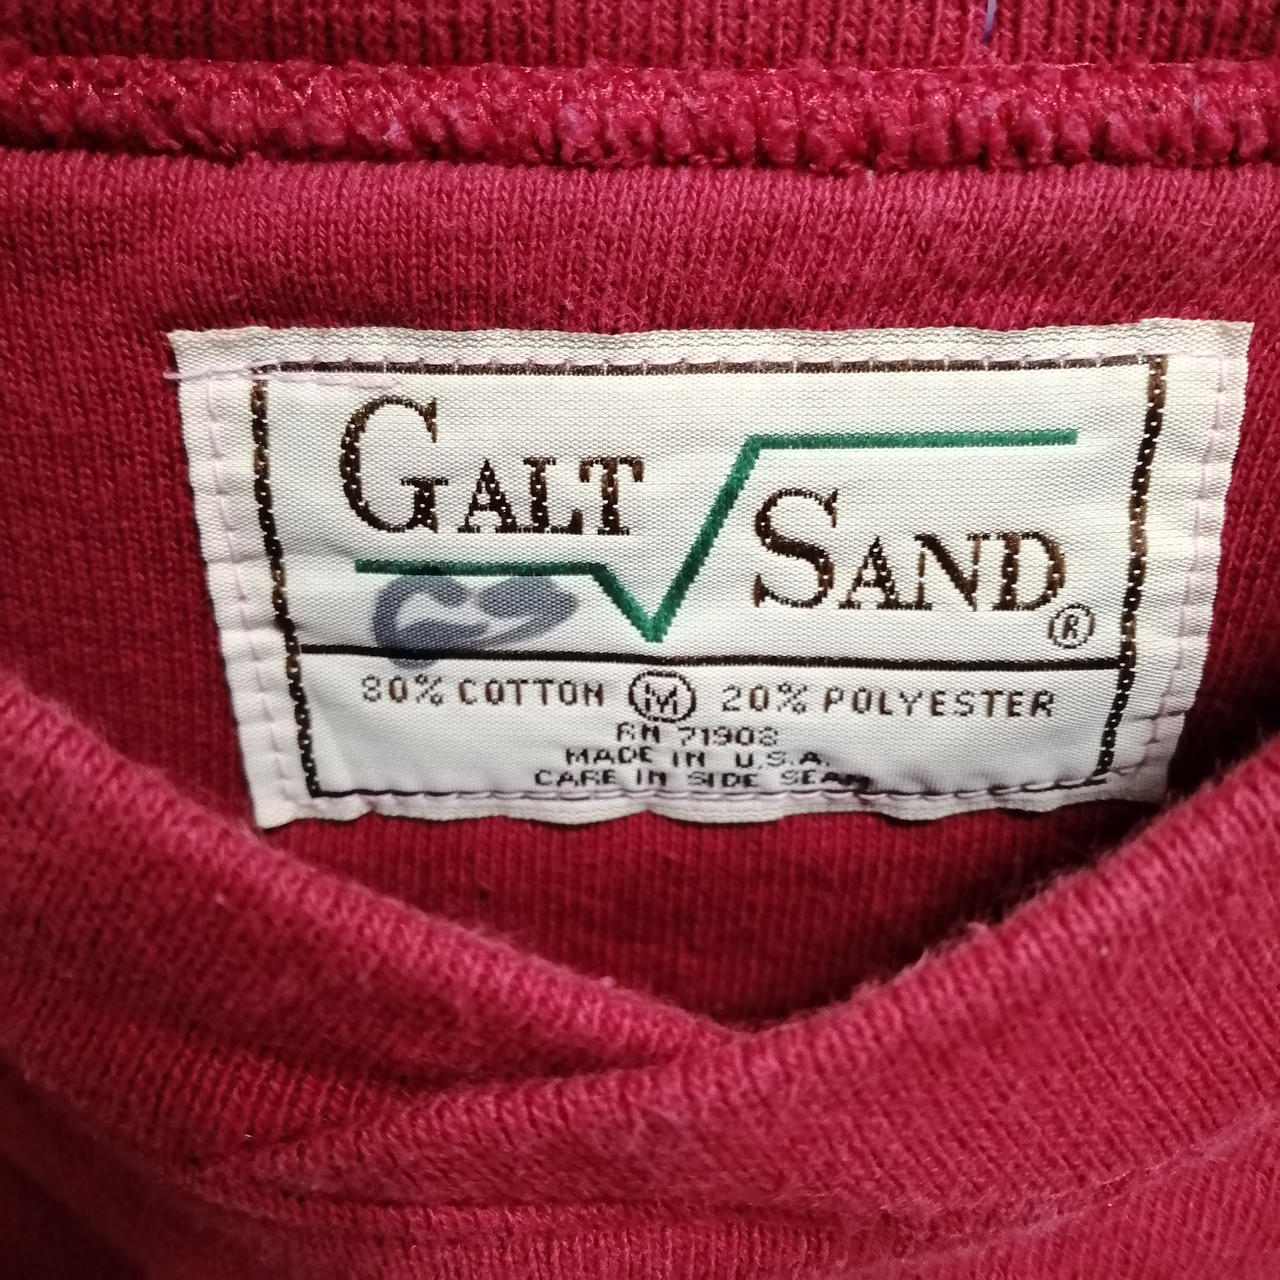 GALT SAND®
80% COTTON M 20% POLYESTER
RN 71908
MADE IN U.S.A.
CARE IN SIDE SEAM